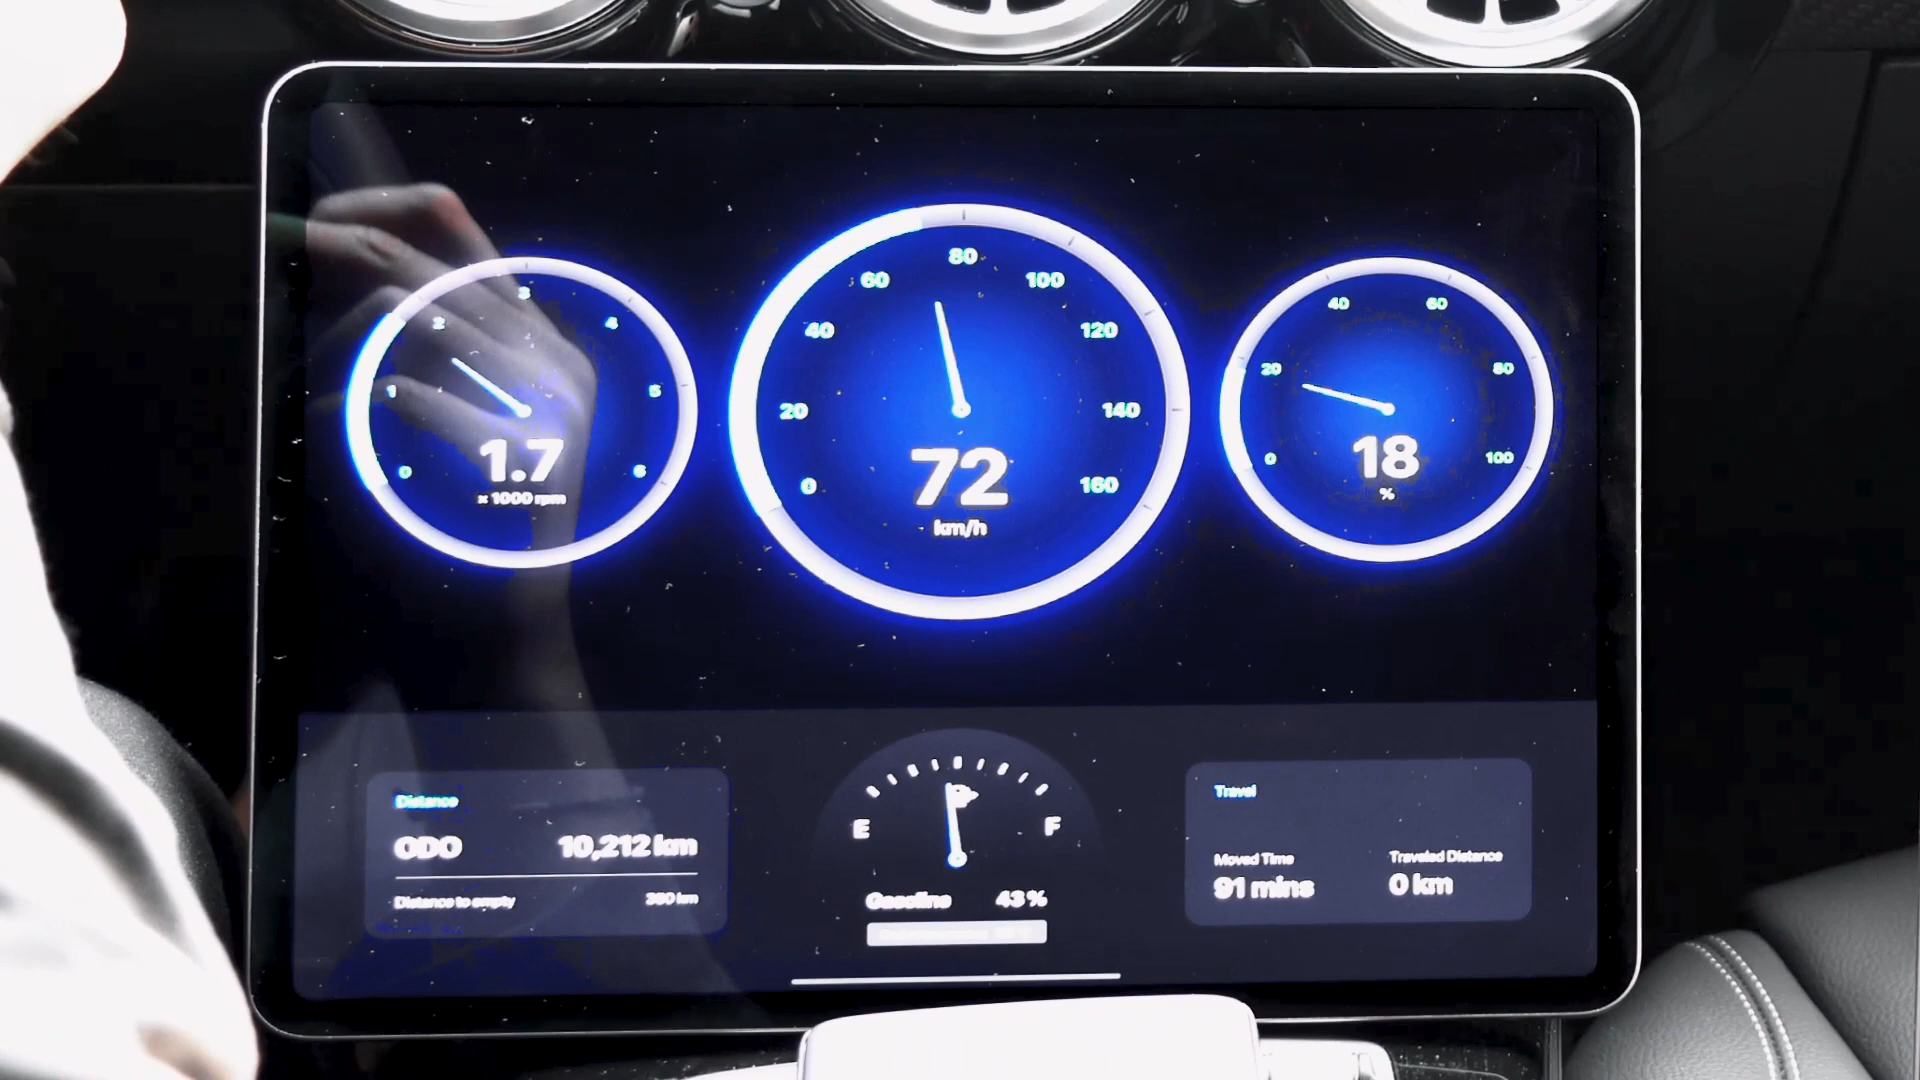 0 1 2 3 4 5 6
1.7
× 1000 rpm
0 20 40 60 80 100 120 140 160
72
km/h
0 20 40 60 80 100
18
%
Distance
ODO 10,212 km
Distance to empty 350 km
E F
Gasoline 43 %
Travel
Moved Time Traveled Distance
91 mins 0 km